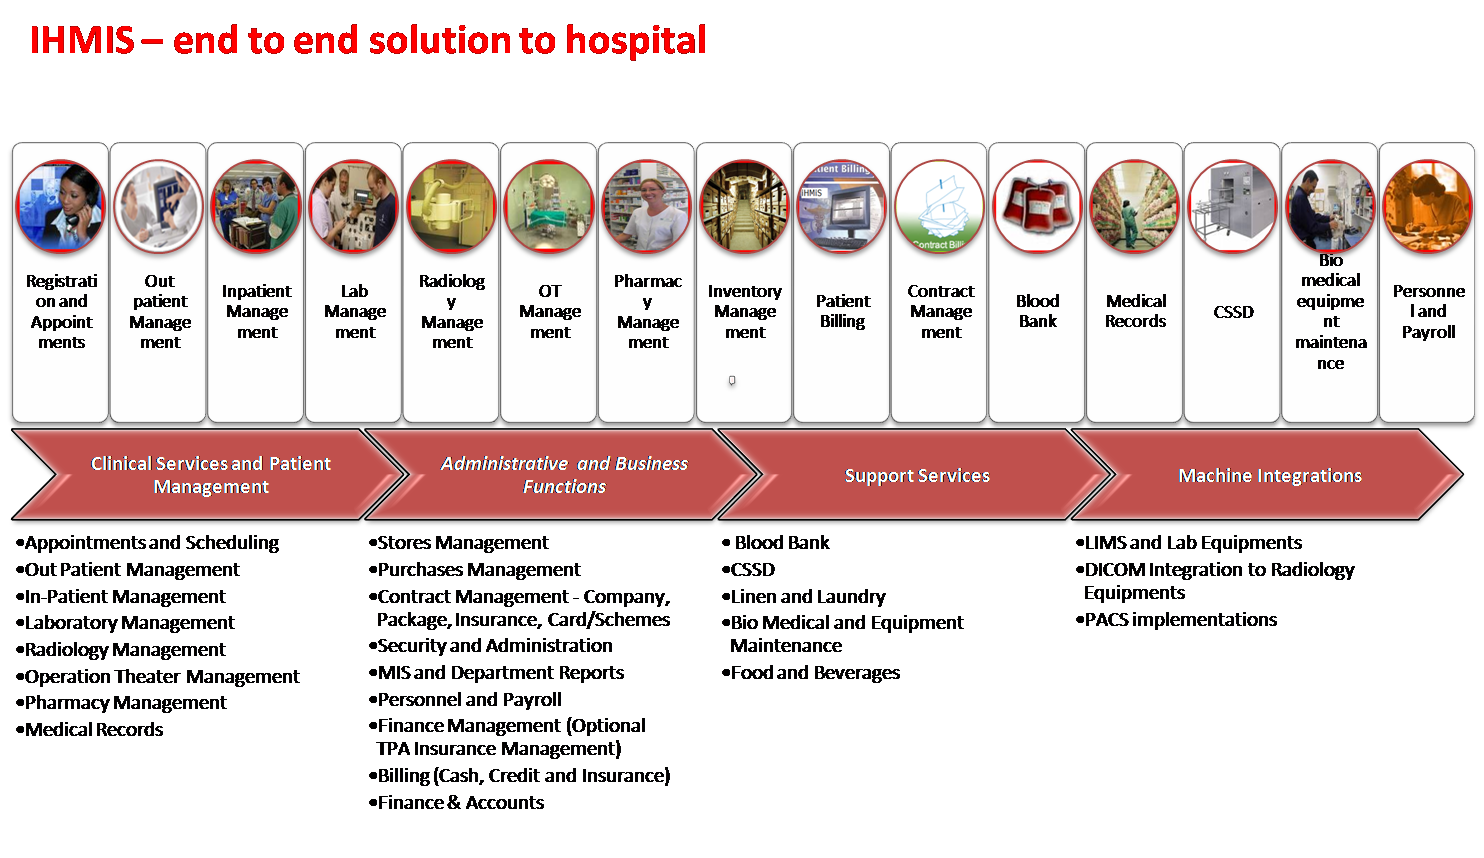 IHMIS – end to end solution to hospital
ient Billing
IHMIS
Contract Billi
Registrati
on and
Appoint
ments
Out
patient
Manage
ment
Inpatient
Manage
ment
Lab
Manage
ment
Radiolog
y
Manage
ment
OT
Manage
ment
Pharmac
y
Manage
ment
Inventory
Manage
ment
Patient
Billing
Contract
Manage
ment
Blood
Bank
Medical
Records
CSSD
Bio
medical
equipme
nt
maintena
nce
Personne
l and
Payroll
Clinical Services and Patient
Management
Administrative and Business
Functions
Support Services
Machine Integrations
•Appointments and Scheduling
•Out Patient Management
•In-Patient Management
•Laboratory Management
•Radiology Management
•Operation Theater Management
•Pharmacy Management
•Medical Records
•Stores Management
•Purchases Management
•Contract Management - Company,
Package, Insurance, Card/Schemes
•Security and Administration
•MIS and Department Reports
•Personnel and Payroll
•Finance Management (Optional
TPA Insurance Management)
•Billing (Cash, Credit and Insurance)
•Finance & Accounts
• Blood Bank
•CSSD
•Linen and Laundry
•Bio Medical and Equipment
Maintenance
•Food and Beverages
•LIMS and Lab Equipments
•DICOM Integration to Radiology
Equipments
•PACS implementations